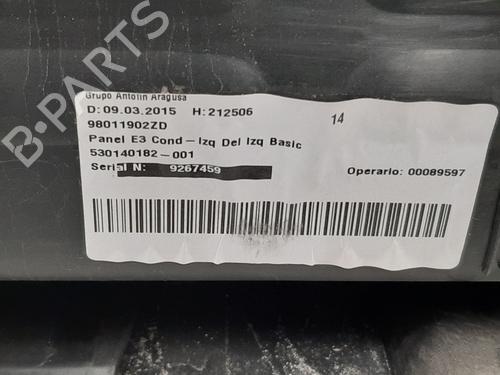 Grupo Antolin Aragusa
D: 09.03.2015 H: 212506
14
98011902ZD
Panel E3 Cond-Izq Del Izq Basic
530140182-001
Serial N: 9267459
Operario: 00089597
B